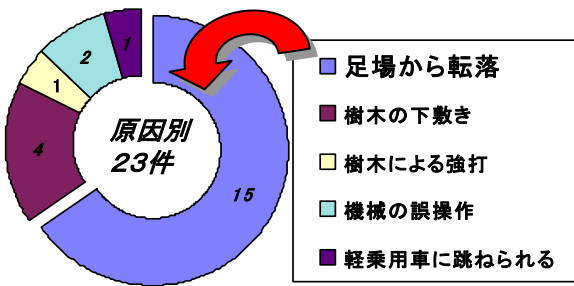 1
2
1
4
原因別
23件
15
足場から転落
樹木の下敷き
樹木による強打
機械の誤操作
軽乗用車に跳ねられる